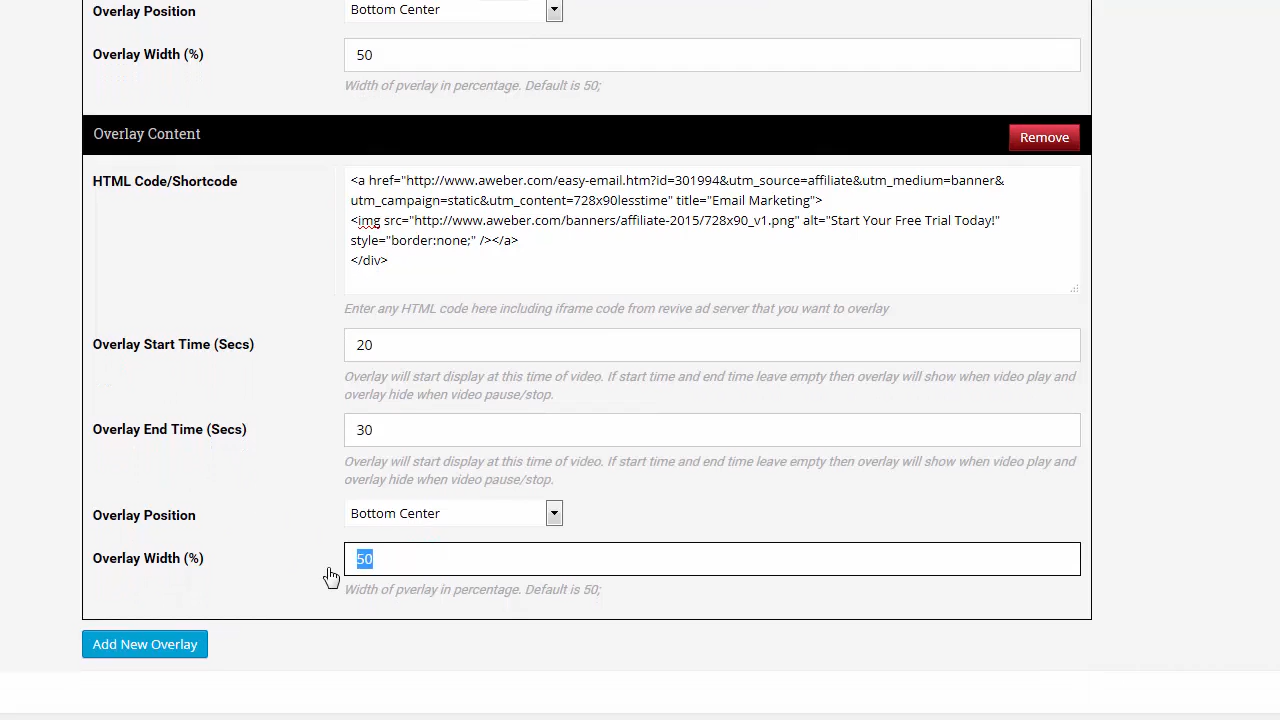 Overlay Position
Bottom Center
Overlay Width (%)
50
Width of pverlay in percentage. Default is 50;
Overlay Content
Remove
HTML Code/Shortcode
<a href="http://www.aweber.com/easy-email.htm?id=301994&utm_source=affiliate&utm_medium=banner&
utm_campaign=static&utm_content=728x90lesstime" title="Email Marketing">
<img src="http://www.aweber.com/banners/affiliate-2015/728x90_v1.png" alt="Start Your Free Trial Today!"
style="border:none;" /></a>
</div>
Enter any HTML code here including iframe code from revive ad server that you want to overlay
Overlay Start Time (Secs)
20
Overlay will start display at this time of video. If start time and end time leave empty then overlay will show when video play and
overlay hide when video pause/stop.
Overlay End Time (Secs)
30
Overlay will start display at this time of video. If start time and end time leave empty then overlay will show when video play and
overlay hide when video pause/stop.
Overlay Position
Bottom Center
Overlay Width (%)
50
Width of pverlay in percentage. Default is 50;
Add New Overlay